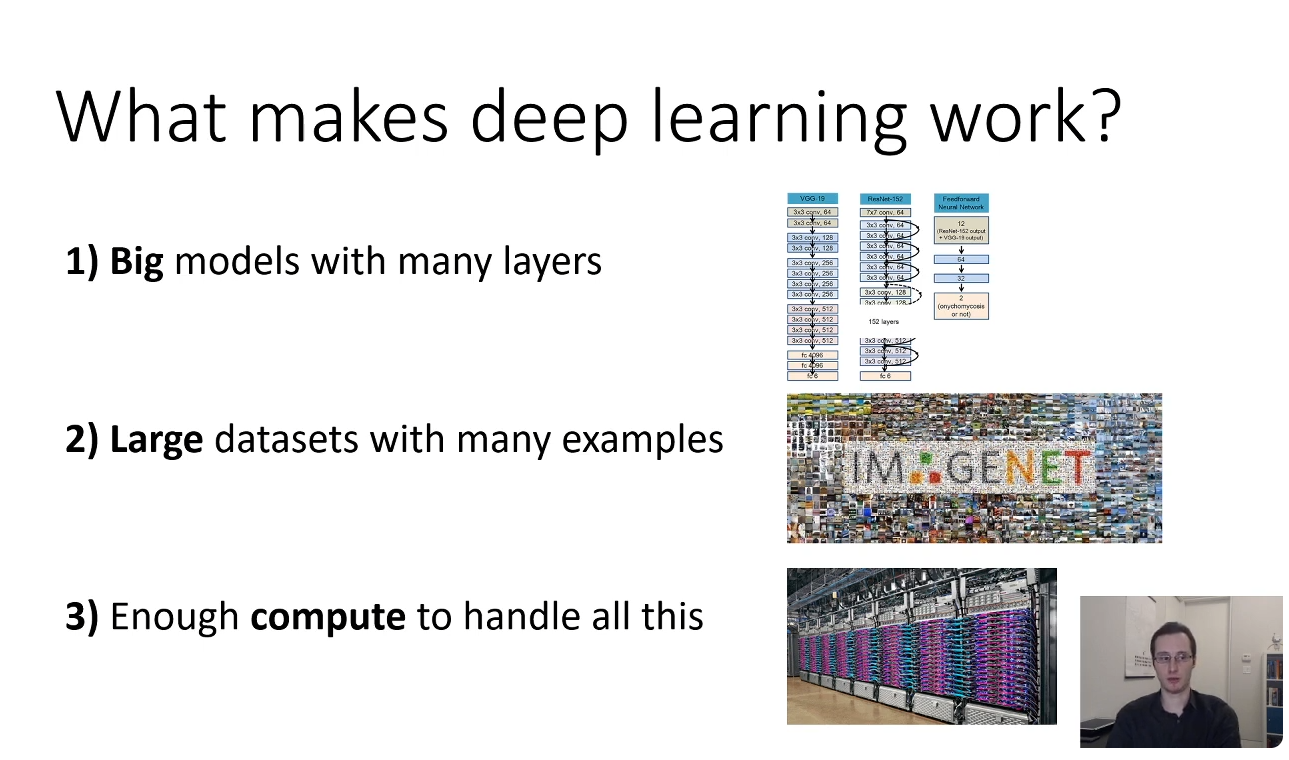 What makes deep learning work?
1) Big models with many layers
2) Large datasets with many examples
3) Enough compute to handle all this
VGG-19
3x3 conv, 64
3x3 conv, 64
3x3 conv, 128
3x3 conv, 128
3x3 conv, 256
3x3 conv, 256
3x3 conv, 256
3x3 conv, 256
3x3 conv, 512
3x3 conv, 512
3x3 conv, 512
3x3 conv, 512
fc 4096
fc 4096
fc 6
ResNet-152
7x7 conv, 64
3x3 conv, 64
3x3 conv, 64
3x3 conv, 64
3x3 conv, 64
3x3 conv, 64
3x3 conv, 64
3x3 conv, 128
3x3 conv, 128
152 layers
3x3 conv, 512
3x3 conv, 512
3x3 conv, 512
fc 6
Feedforward
Neural Network
12
(ResNet-152 output
+ VGG-19 output)
64
32
2
(onychomycosis
or not)
IMAGENET